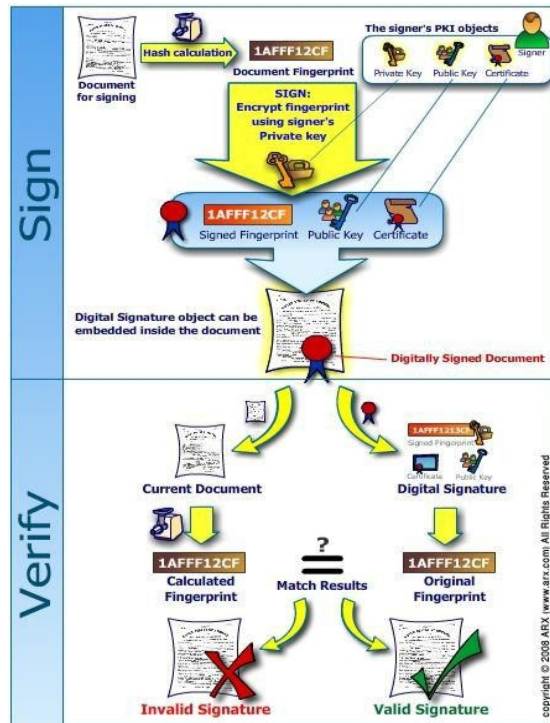 Sign
Document
for signing
Hash calculation
1AFFF12CF
Document Fingerprint
The signer's PKI objects
Signer
Private Key
Public Key
Certificate
SIGN:
Encrypt fingerprint
using signer's
Private key
1AFFF12CF
Signed Fingerprint
Public Key
Certificate
Digital Signature object can be
embedded inside the document
Digitally Signed Document
Verify
Current Document
1AFFF1213CF
Signed Fingerprint
Certificate
Public Key
Digital Signature
1AFFF12CF
Calculated
Fingerprint
?
=
Match Results
1AFFF12CF
Original
Fingerprint
Invalid Signature
Valid Signature
copyright © 2008 ARX (www.arx.com) All Rights Reserved